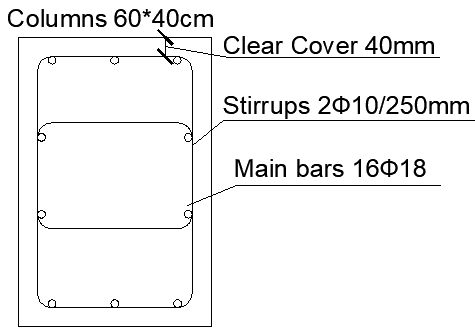 Columns 60*40cm
Clear Cover 40mm
Stirrups 2Φ10/250mm
Main bars 16Φ18